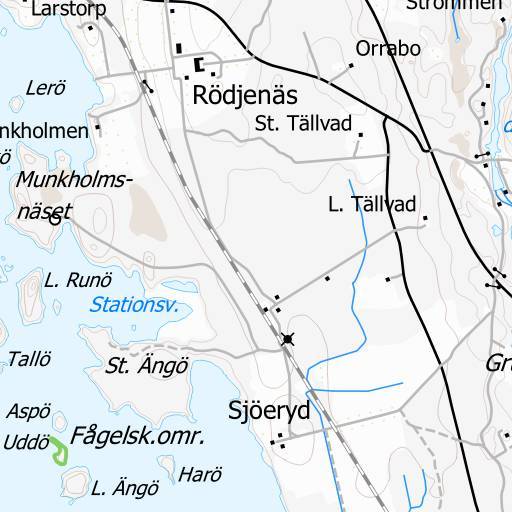 Strömmen
Larstorp
Orrabo
Lerö
Rödjenäs
St. Tällvad
nkholmen
Munkholms-
näset
L. Tällvad
L. Runö
Stationsv.
Tallö
St. Ängö
Gr
Aspö
Sjöeryd
Uddö
Fågelsk.omr.
Harö
L. Ängö